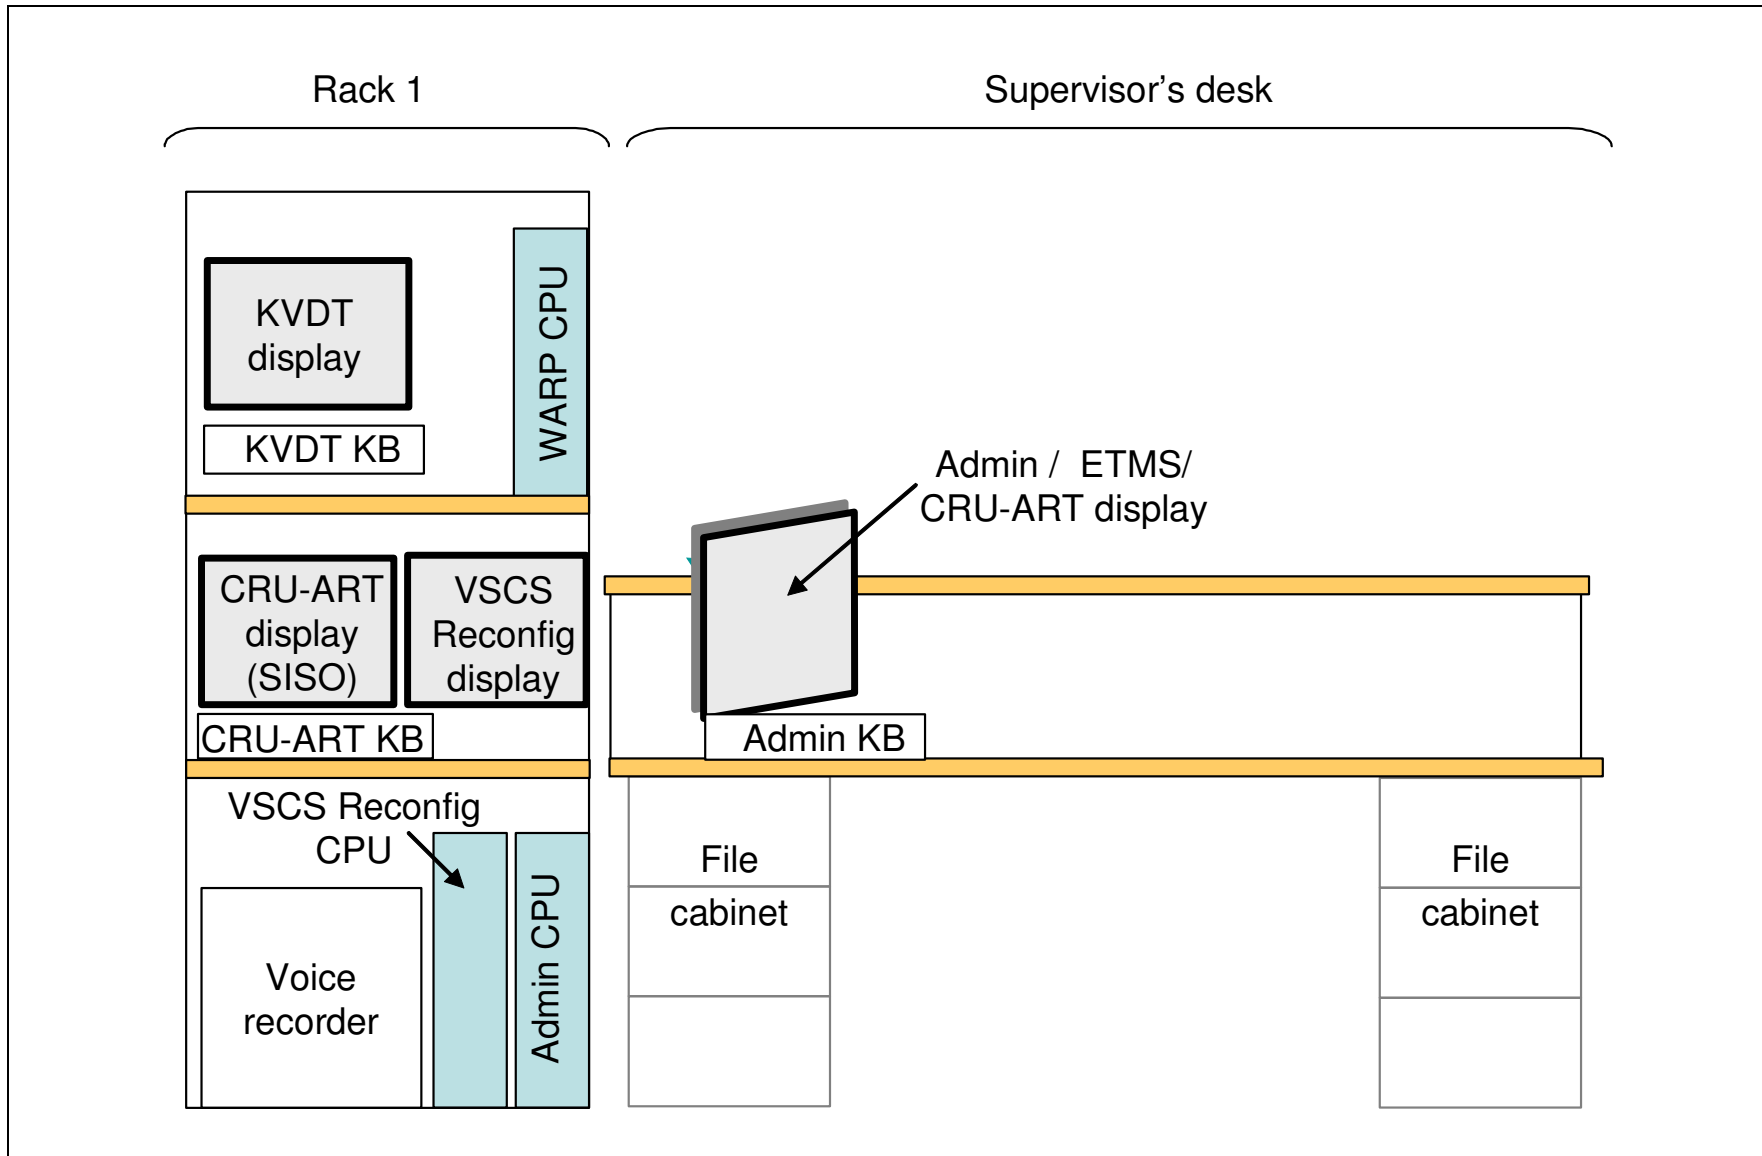 Rack 1
Supervisor's desk
KVDT
display
WARP CPU
KVDT KB
Admin /  ETMS/
CRU-ART display
CRU-ART
display
(SISO)
VSCS
Reconfig
display
CRU-ART KB
Admin KB
VSCS Reconfig
CPU
Voice
recorder
Admin CPU
File
cabinet
File
cabinet